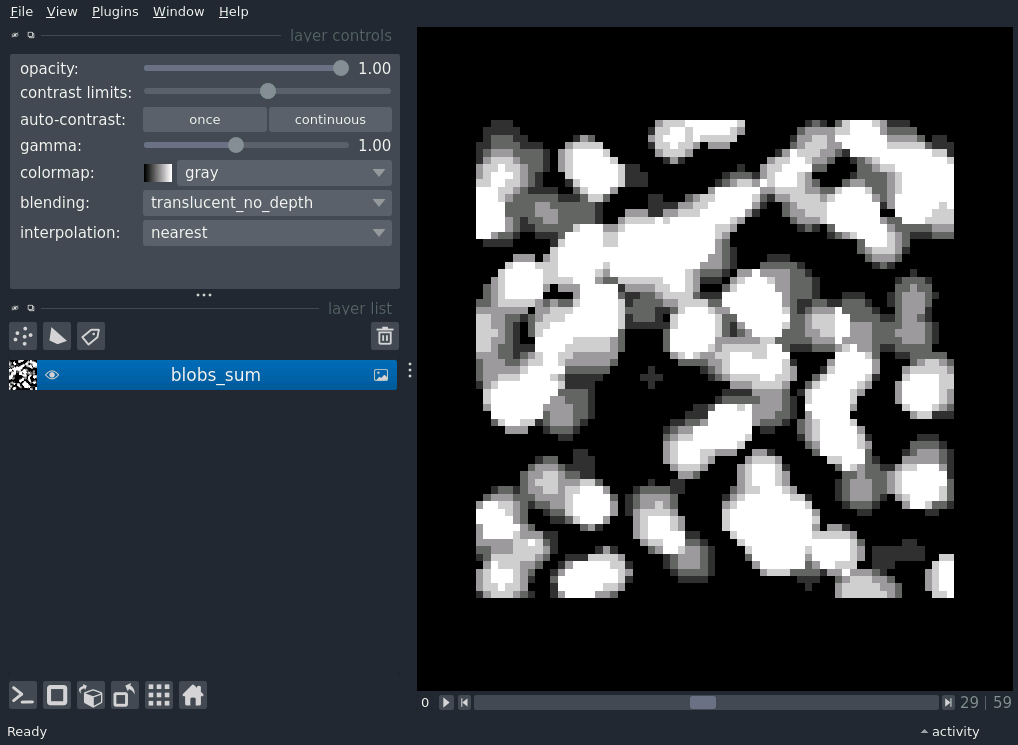 File View Plugins Window Help
layer controls
opacity: 1.00
contrast limits:
auto-contrast: once continuous
gamma: 1.00
colormap: gray
blending: translucent_no_depth
interpolation: nearest
layer list
blobs_sum
0 29 | 59
Ready activity